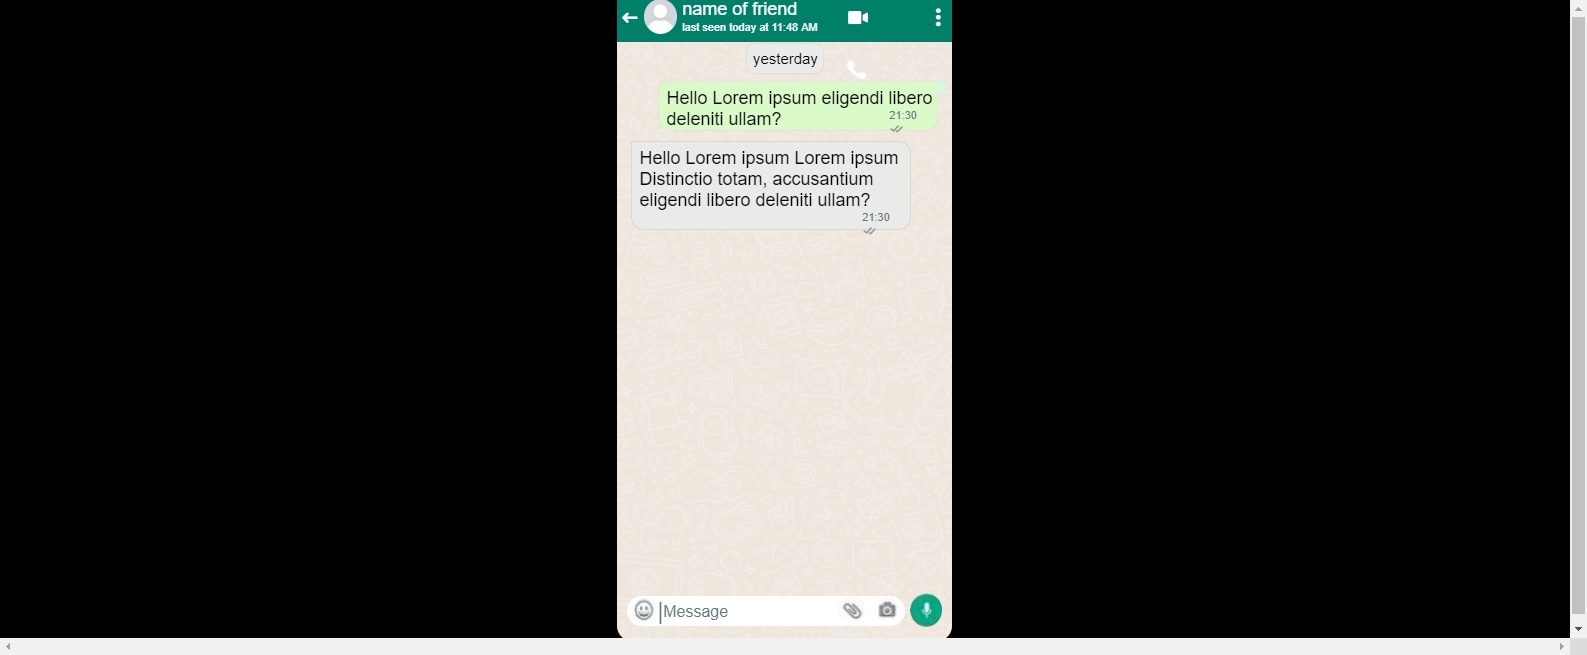 name of friend
last seen today at 11:48 AM
yesterday
Hello Lorem ipsum eligendi libero
deleniti ullam?
21:30
Hello Lorem ipsum Lorem ipsum
Distinctio totam, accusantium
eligendi libero deleniti ullam?
21:30
Message